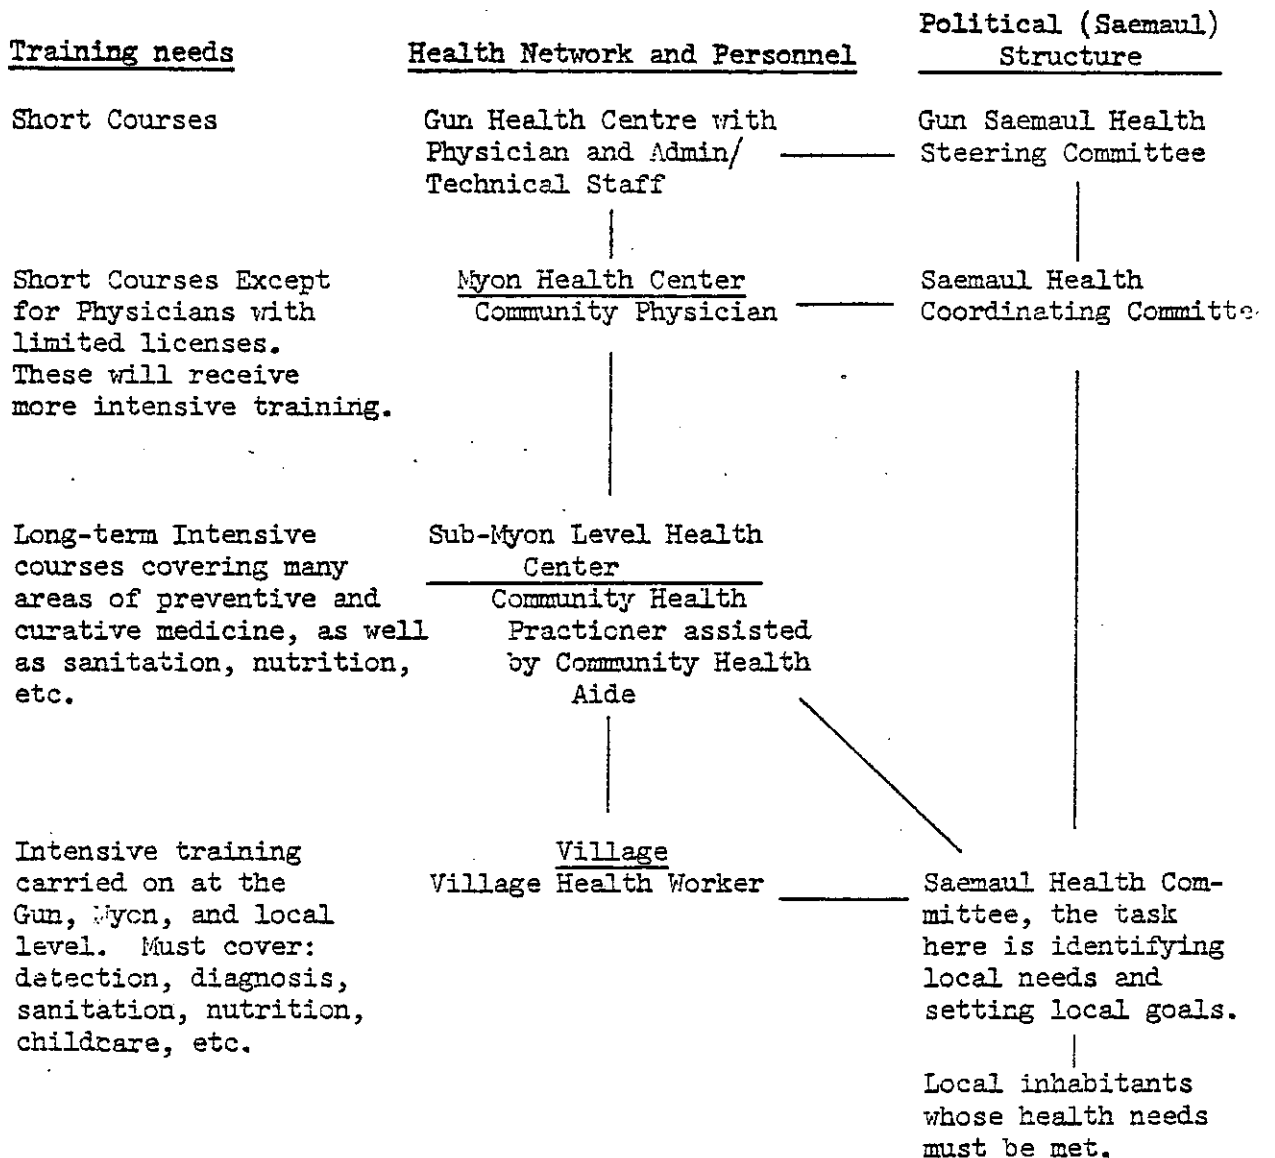 Training needs
Health Network and Personnel
Political (Saemaul)
Structure
Short Courses
Gun Health Centre with
Physician and Admin/
Technical Staff
Gun Saemaul Health
Steering Committee
Short Courses Except
for Physicians with
limited licenses.
These will receive
more intensive training.
Myon Health Center
Community Physician
Saemaul Health
Coordinating Committe
Long-term Intensive
courses covering many
areas of preventive and
curative medicine, as well
as sanitation, nutrition,
etc.
Sub-Myon Level Health
Center
Community Health
Practioner assisted
by Community Health
Aide
Intensive training
carried on at the
Gun, Myon, and local
level. Must cover:
detection, diagnosis,
sanitation, nutrition,
childcare, etc.
Village
Village Health Worker
Saemaul Health Com-
mittee, the task
here is identifying
local needs and
setting local goals.
Local inhabitants
whose health needs
must be met.